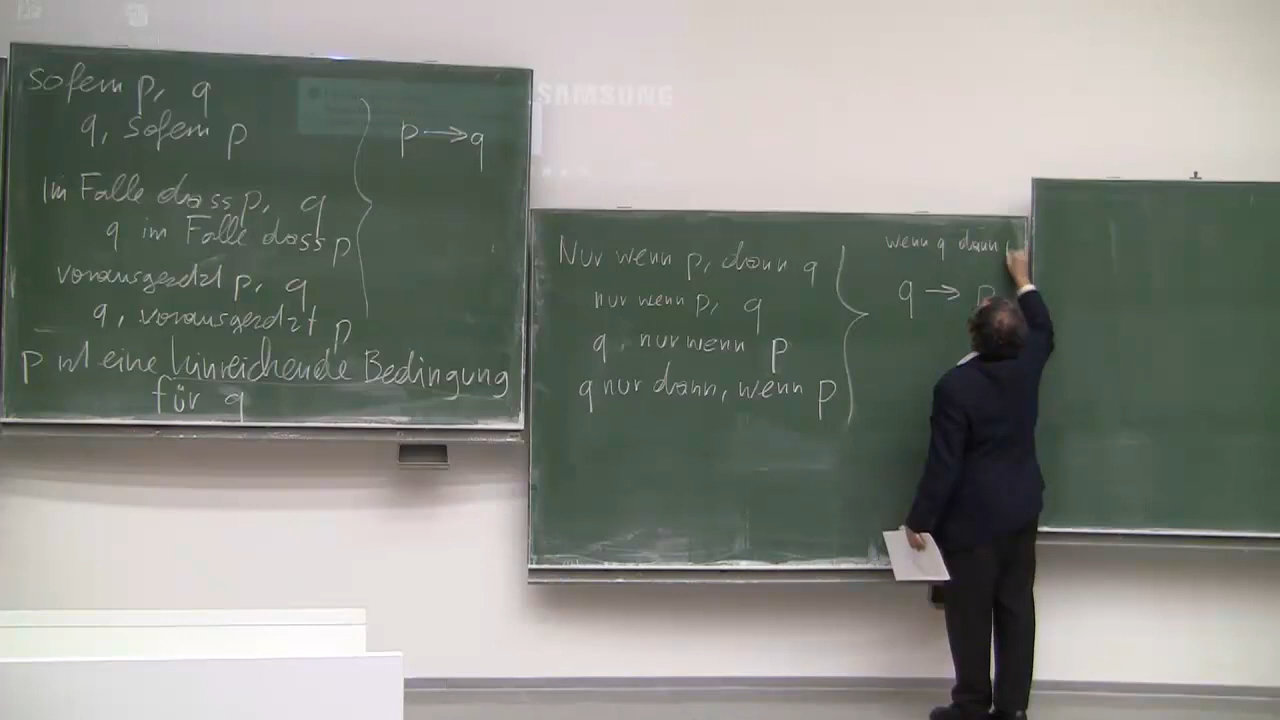 sofern p, q
q, sofern p
Im Falle dass p, q
q im Falle dass p
vorausgesetzt p, q
q, vorausgesetzt p
p ist eine hinreichende Bedingung
für q
p → q
SAMSUNG
Nur wenn p, dann q
nur wenn p, q
q, nur wenn p
q nur dann, wenn p
wenn q dann
q → p